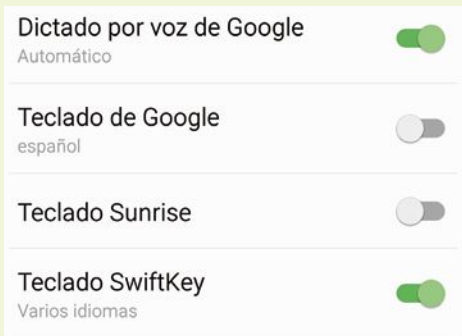 Dictado por voz de Google
Automático
Teclado de Google
español
Teclado Sunrise
Teclado SwiftKey
Varios idiomas